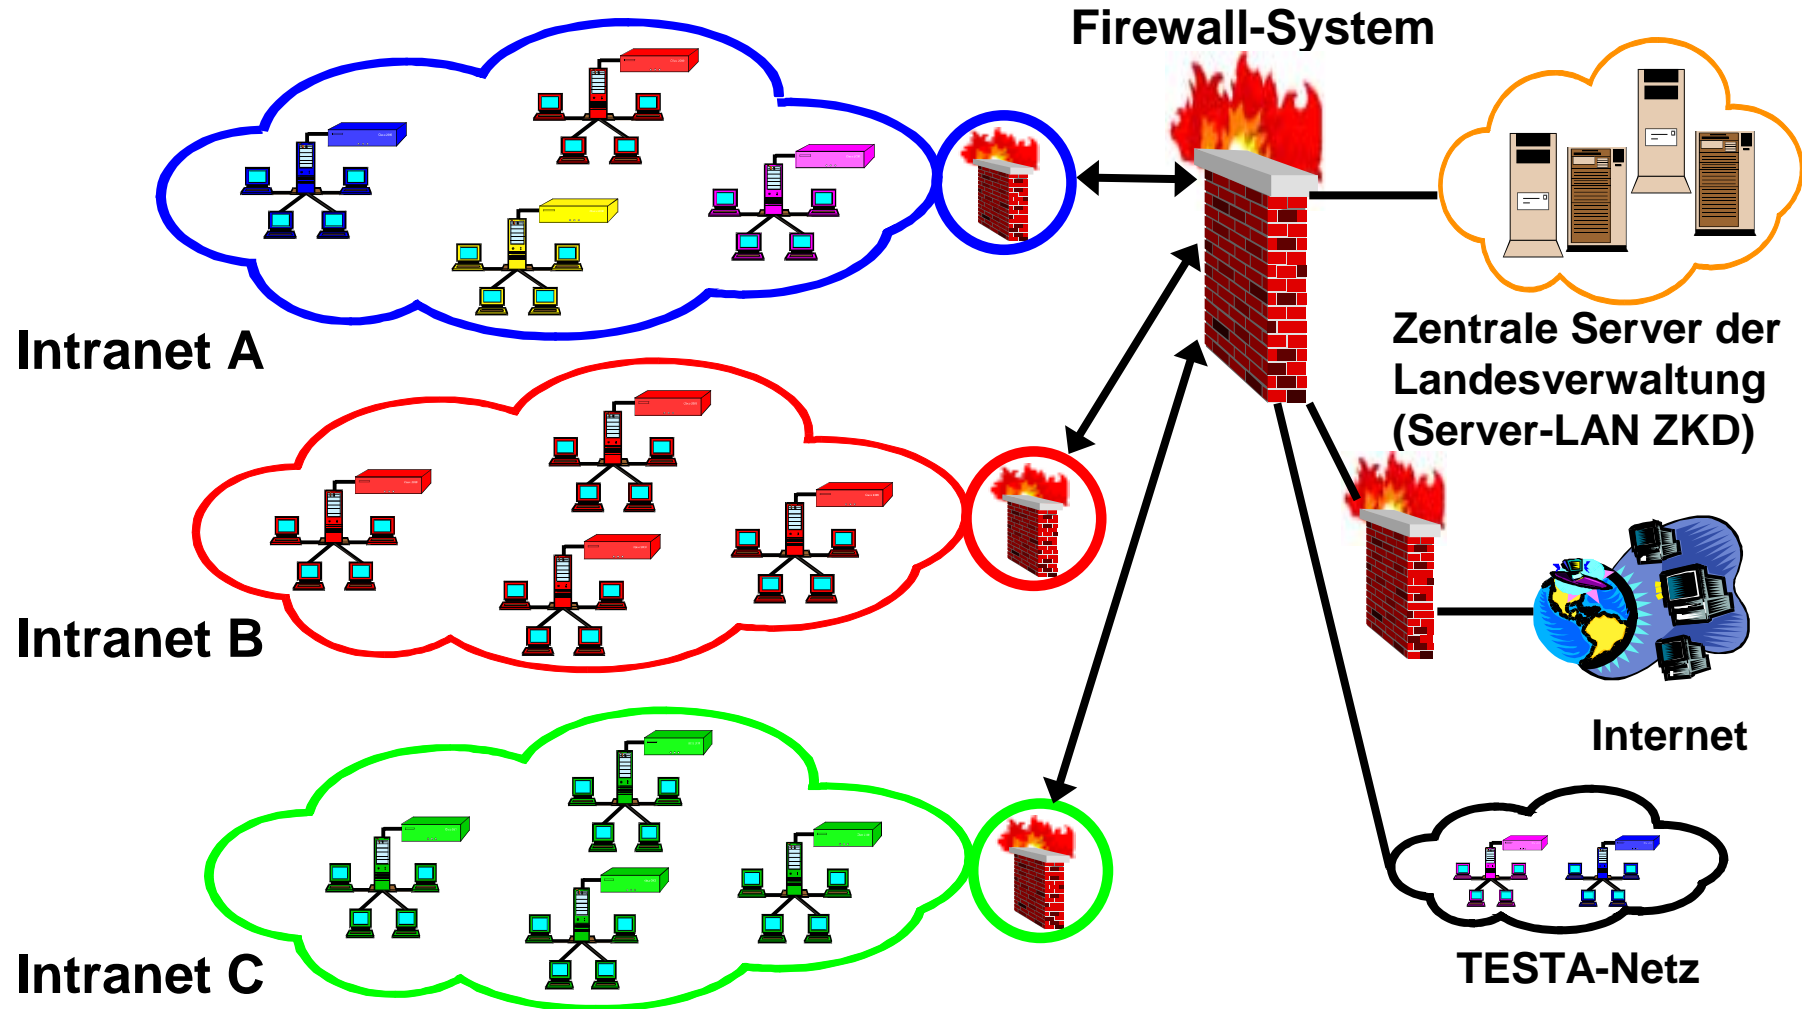 Firewall-System
Intranet A
Zentrale Server der
Landesverwaltung
(Server-LAN ZKD)
Intranet B
Internet
Intranet C
TESTA-Netz